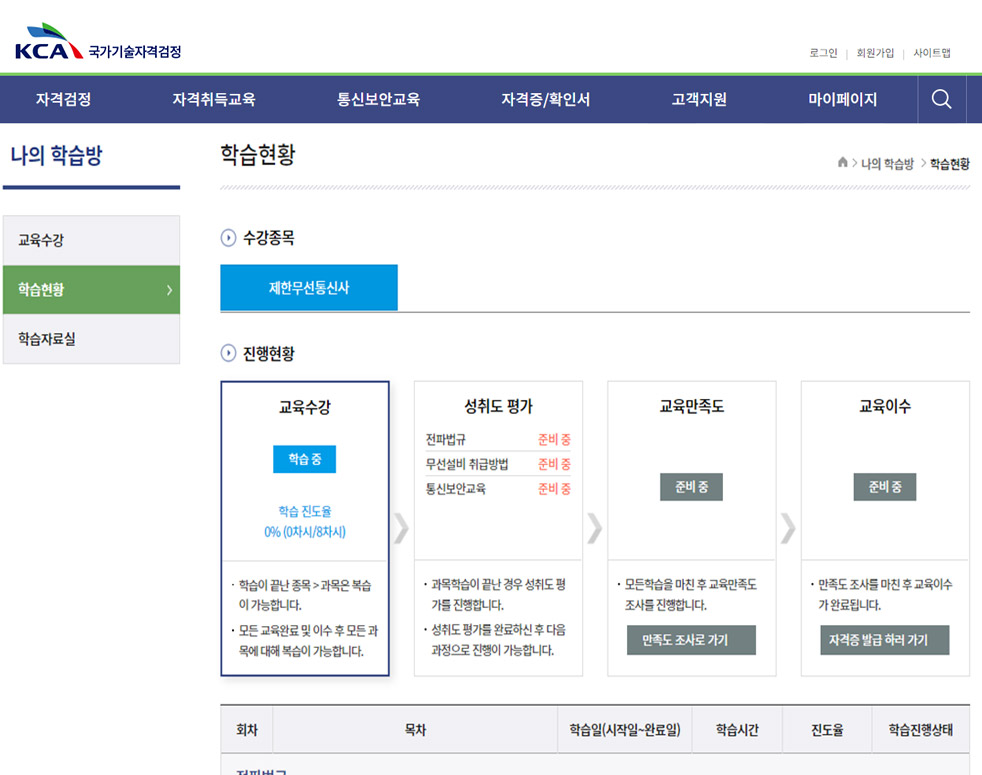 KCA 국가기술자격검정
로그인 | 회원가입 | 사이트맵
자격검정 자격취득교육 통신보안교육 자격증/확인서 고객지원 마이페이지
나의 학습방
교육수강
학습현황
학습자료실
학습현황
> 나의 학습방 > 학습현황
수강종목
제한무선통신사
진행현황
교육수강
학습 중
학습 진도율
0% (0차시/8차시)
· 학습이 끝난 종목 > 과목은 복습
이 가능합니다.
· 모든 교육완료 및 이수 후 모든 과
목에 대해 복습이 가능합니다.
성취도 평가
전파법규 준비 중
무선설비 취급방법 준비 중
통신보안교육 준비 중
· 과목학습이 끝난 경우 성취도 평
가를 진행합니다.
· 성취도 평가를 완료하신 후 다음
과정으로 진행이 가능합니다.
교육만족도
준비 중
· 모든학습을 마친 후 교육만족도
조사를 진행합니다.
만족도 조사로 가기
교육이수
준비 중
· 만족도 조사를 마친 후 교육이수
가 완료됩니다.
자격증 발급 하러 가기
회차 목차 학습일(시작일~완료일) 학습시간 진도율 학습진행상태
전파법규